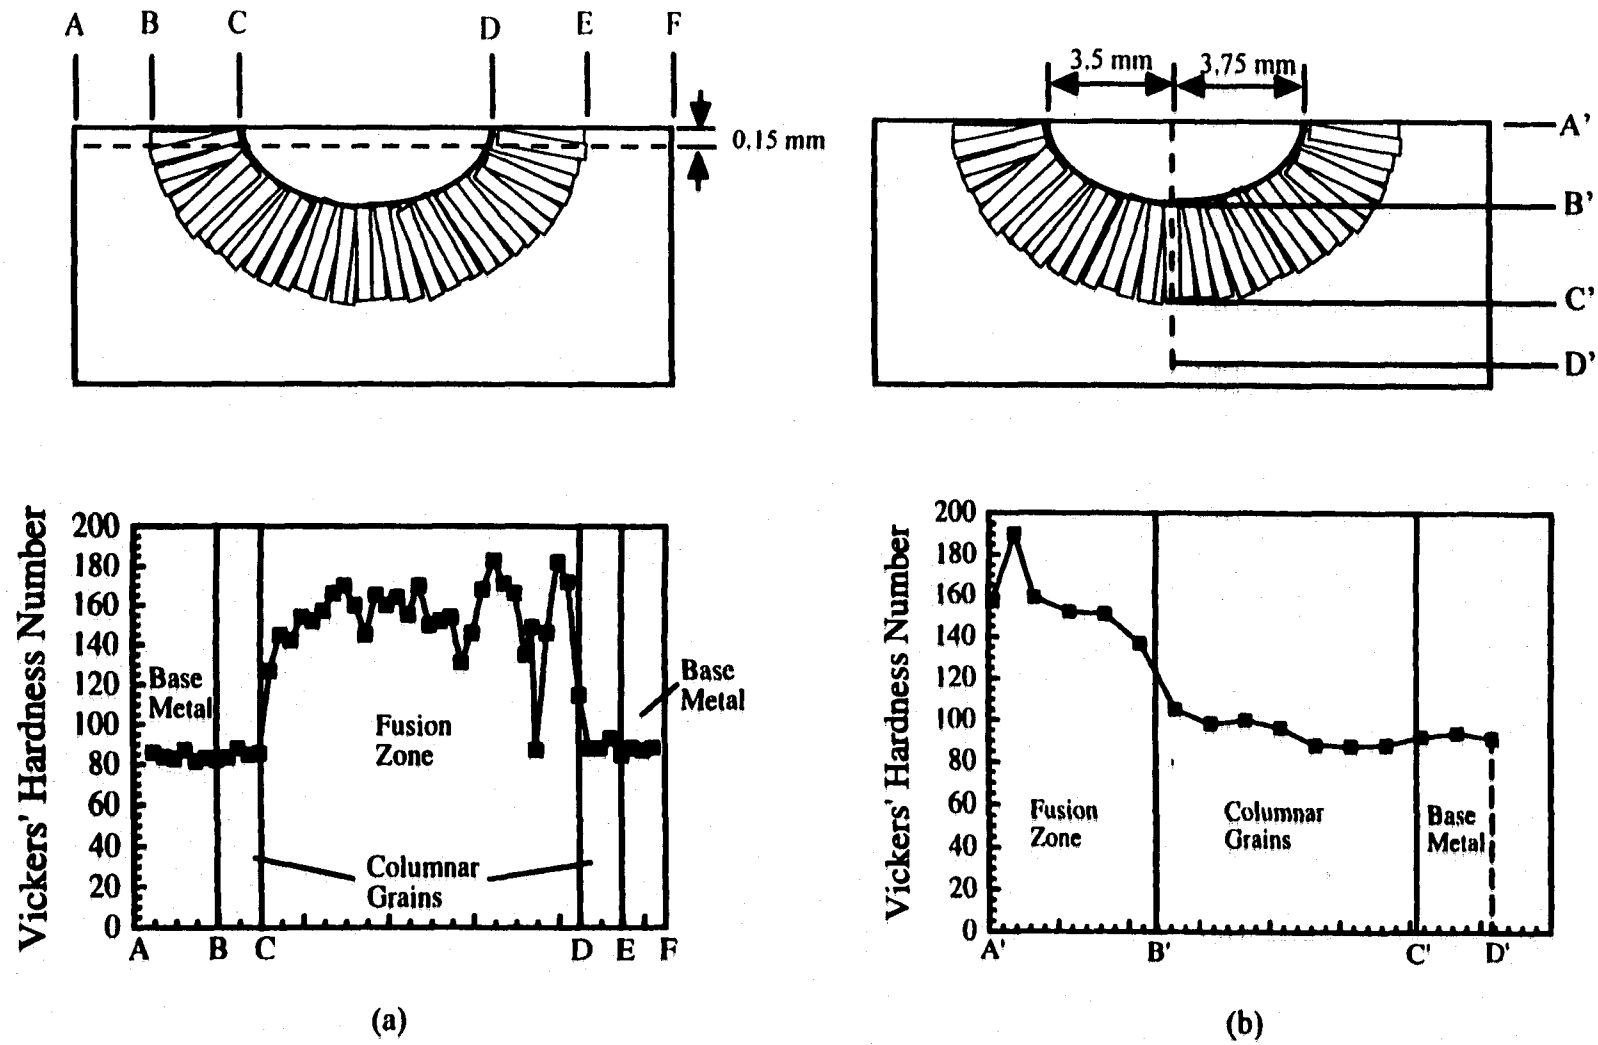 A B C D E F
0.15 mm
3.5 mm 3.75 mm
A'
B'
C'
D'
Vickers' Hardness Number
200
180
160
140
120
100
80
60
40
20
0
Base
Metal
Fusion
Zone
Base
Metal
Columnar
Grains
A B C D E F
(a)
Vickers' Hardness Number
200
180
160
140
120
100
80
60
40
20
0
Fusion
Zone
Columnar
Grains
Base
Metal
A' B' C' D'
(b)